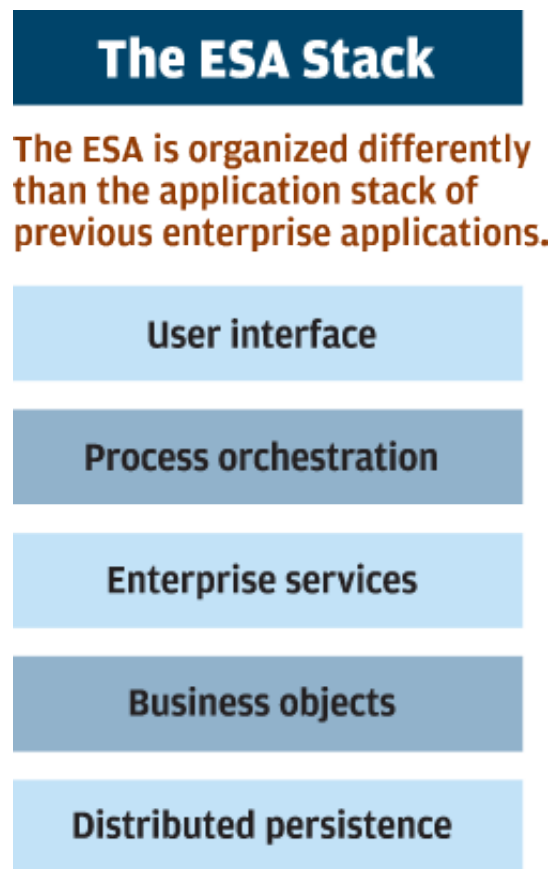 The ESA Stack
The ESA is organized differently
than the application stack of
previous enterprise applications.
User interface
Process orchestration
Enterprise services
Business objects
Distributed persistence